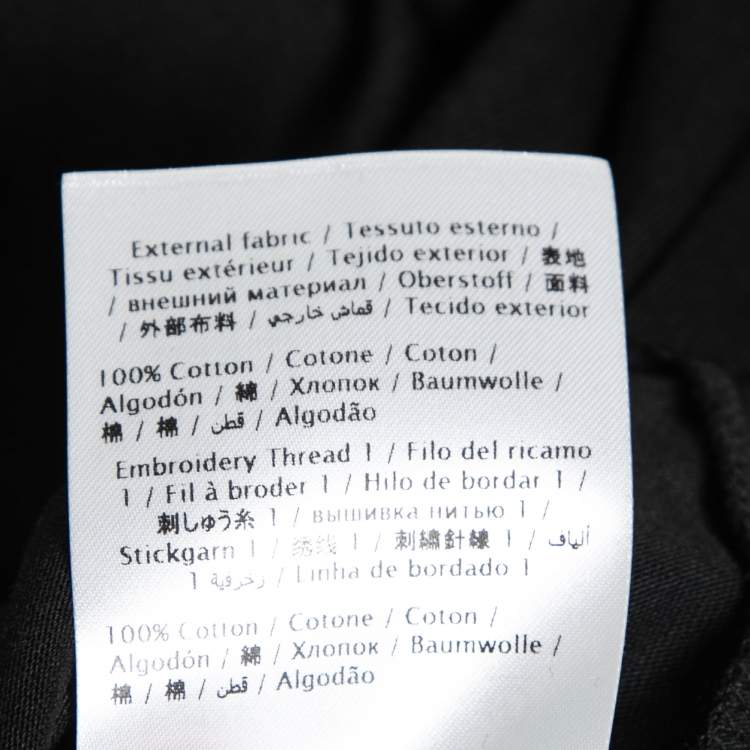 External fabric / Tessuto esterno /
Tissu extérieur / Tejido exterior / 表地
/ внешний материал / Oberstoff / 面料
/ 外部布料 / قماش خارجي / Tecido exterior
100% Cotton / Cotone / Coton /
Algodón / 綿 / Хлопок / Baumwolle /
棉 / 棉 / قطن / Algodão
Embroidery Thread 1 / Filo del ricamo
1 / Fil à broder 1 / Hilo de bordar 1 /
刺しゅう糸 1 / вышивка нитью 1 /
Stickgarn 1 / 绣线 1 / 刺繡針線 1 / ألياف
زخرفية 1 / Linha de bordado 1
100% Cotton / Cotone / Coton /
Algodón / 綿 / Хлопок / Baumwolle /
棉 / 棉 / قطن / Algodão